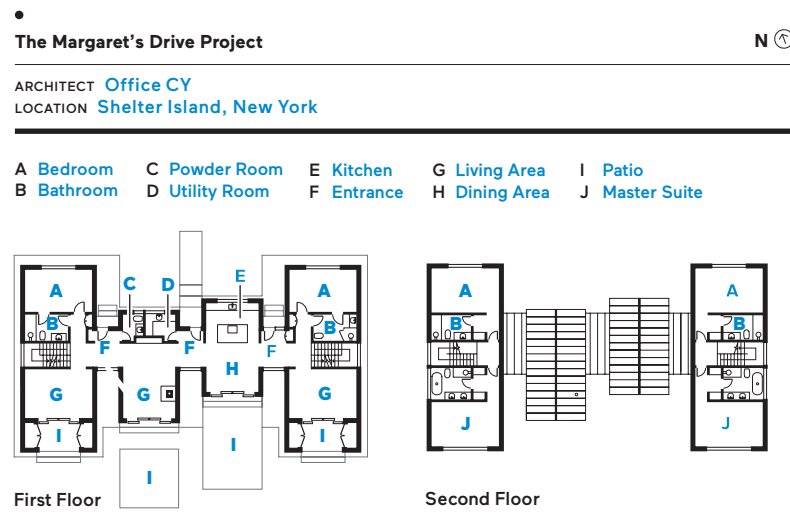 The Margaret's Drive Project N
ARCHITECT Office CY
LOCATION Shelter Island, New York
A Bedroom C Powder Room E Kitchen G Living Area I Patio
B Bathroom D Utility Room F Entrance H Dining Area J Master Suite
E
C D
A A A A
B B B B
F F F
H
G G G
J J
I I
I
I
First Floor Second Floor